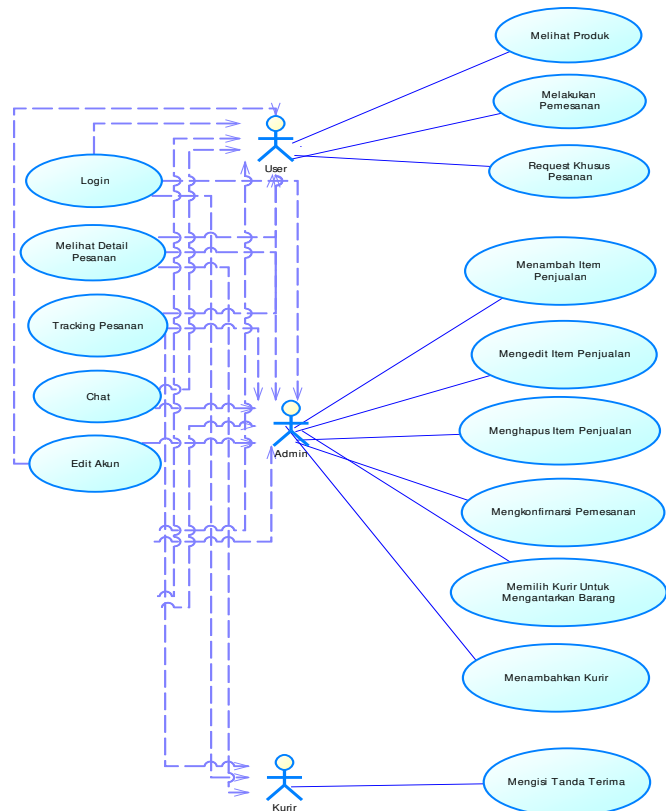 Melihat Produk
Melakukan
Pemesanan
Request Khusus
Pesanan
User
Login
Melihat Detail
Pesanan
Tracking Pesanan
Chat
Edit Akun
Menambah Item
Penjualan
Mengedit Item Penjualan
Menghapus Item Penjualan
Admin
Mengkonfirnarsi Pemesanan
Memilih Kurir Untuk
Mengantarkan Barang
Menambahkan Kurir
Mengisi Tanda Terima
Kurir